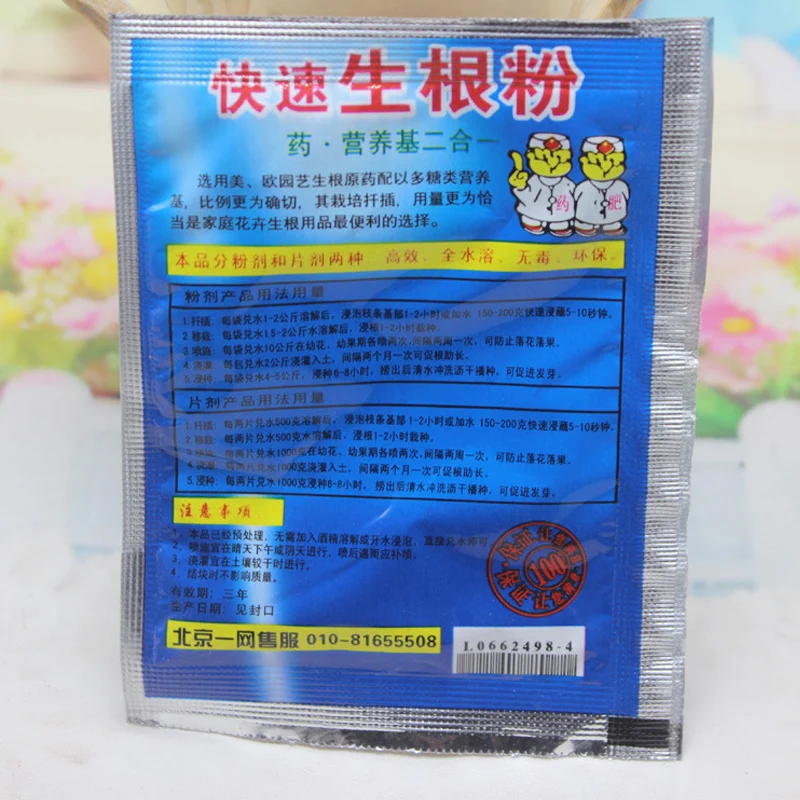 快速生根粉
药·营养基二合一
选用美、欧园艺生根原药配以多糖类营养
基，比例更为确切，其栽培扦插，用量更为恰
当是家庭花卉生根用品最便利的选择。
药 肥
本品分粉剂和片剂两种。高效、全水溶、无毒、环保。
粉剂产品用法用量
1.扦插：每袋兑水1-2公斤溶解后，浸泡枝条基部1-2小时或加水 150-200克快速浸蘸5-10秒钟。
2 移栽：每袋兑水1.5-2公斤水溶解后，浸根1-2小时栽种。
3 喷施：每袋兑水10公斤在幼花、幼果期各喷两次,间隔两周一次，可防止落花落果。
4.浇灌：每包兑水2公斤浇灌入土，间隔两个月一次可促根助长。
5.浸种：每袋兑水4-5公斤，浸种6-8小时，捞出后清水冲洗沥干播种，可促进发芽。
片剂产品用法用量
1.扦插：每两片兑水500克溶解后，浸泡枝条基部1-2小时或加水 150-200克快速浸蘸5-10秒钟。
2 移栽：每两片兑水500克水溶解后，浸根1-2小时栽种。
3 喷施：每两片兑水1000克在幼花、幼果期各喷两次,间隔两周一次，可防止落花落果。
4.浇灌：每两片兑水1000克浇灌入土，间隔两个月一次可促根助长。
5.浸种：每两片兑水1000克浸种6-8小时，捞出后清水冲洗沥干播种，可促进发芽。
注意事项
1、本品已经预处理，无需加入酒精溶解或开水浸泡，直接兑水即可
2、喷施宜在晴天下午或阴天进行，喷后遇雨应补喷。
3、浇灌宜在土壤较干时进行。
4、结块时不影响质量。
有效期：三年
生产日期：见封口
保证 100 保证
北京一网售服 010-81655508
L0662498-4